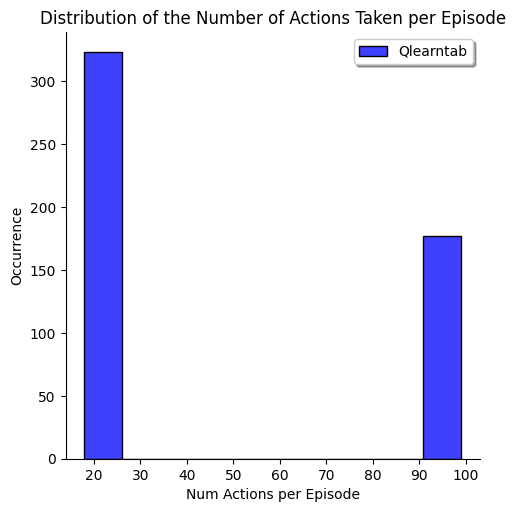 Distribution of the Number of Actions Taken per Episode
Qlearntab
Occurrence
300
250
200
150
100
50
0
20 30 40 50 60 70 80 90 100
Num Actions per Episode